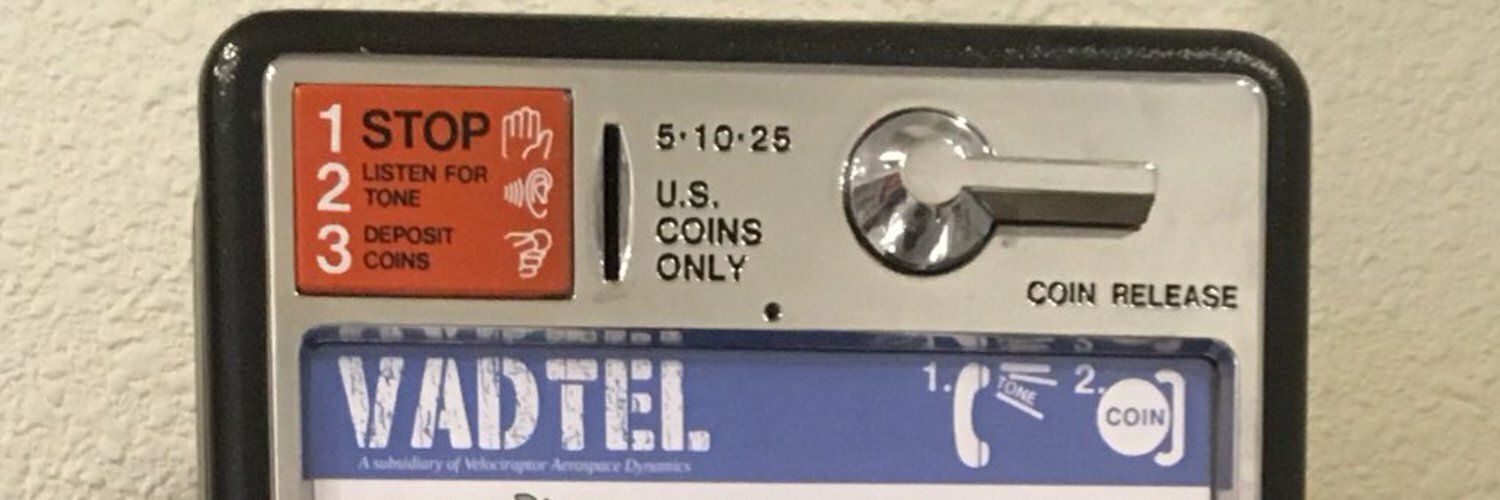 1 STOP
2 LISTEN FOR
TONE
3 DEPOSIT
COINS
5·10·25
U.S.
COINS
ONLY
COIN RELEASE
VADTEL
A subsidiary of Velociraptor Aerospace Dynamics
1. TONE 2. COIN